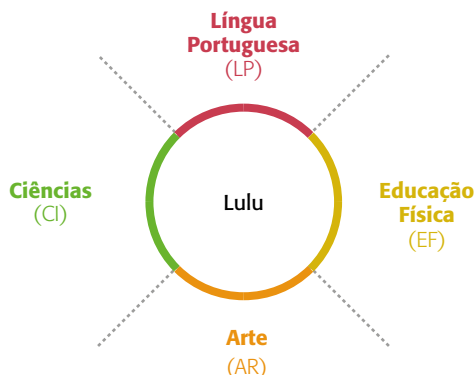 Língua
Portuguesa
(LP)
Ciências
(CI)
Lulu
Educação
Física
(EF)
Arte
(AR)